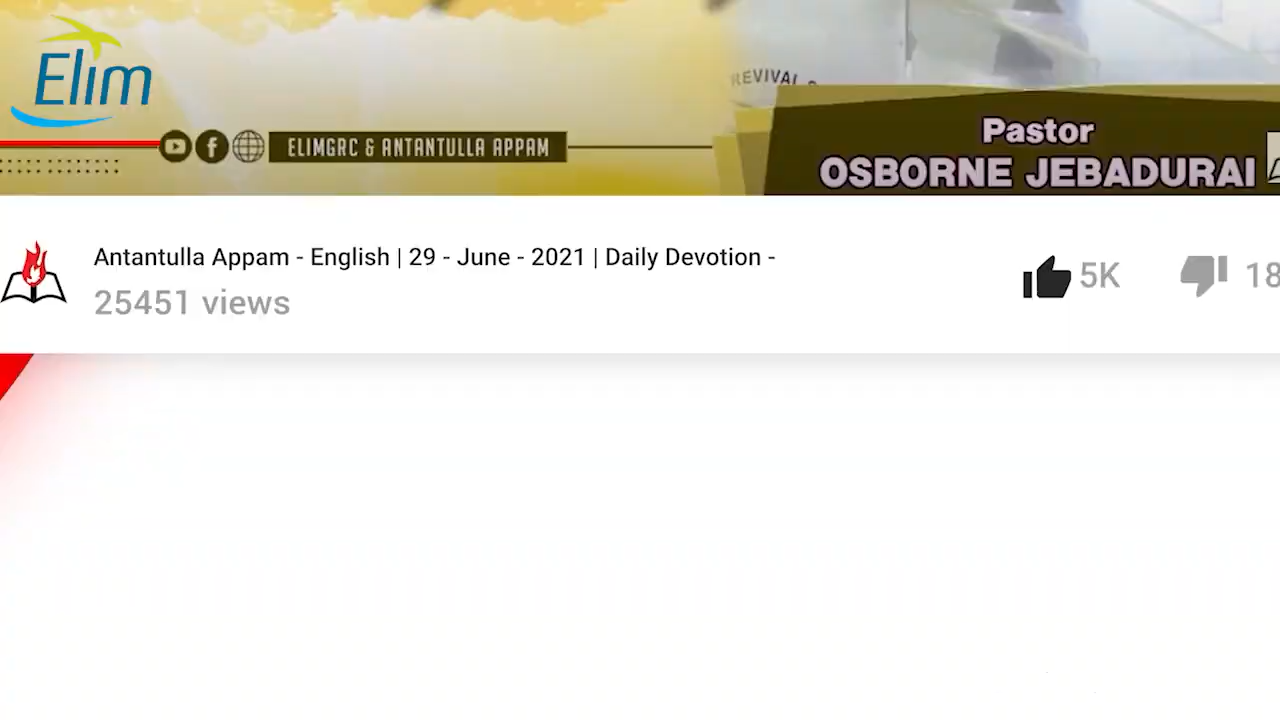 Elim
REVIVAL
ELIMGRC & ANTANTULLA APPAM
Pastor
OSBORNE JEBADURAI
Antantulla Appam - English | 29 - June - 2021 | Daily Devotion -
25451 views
5K
18